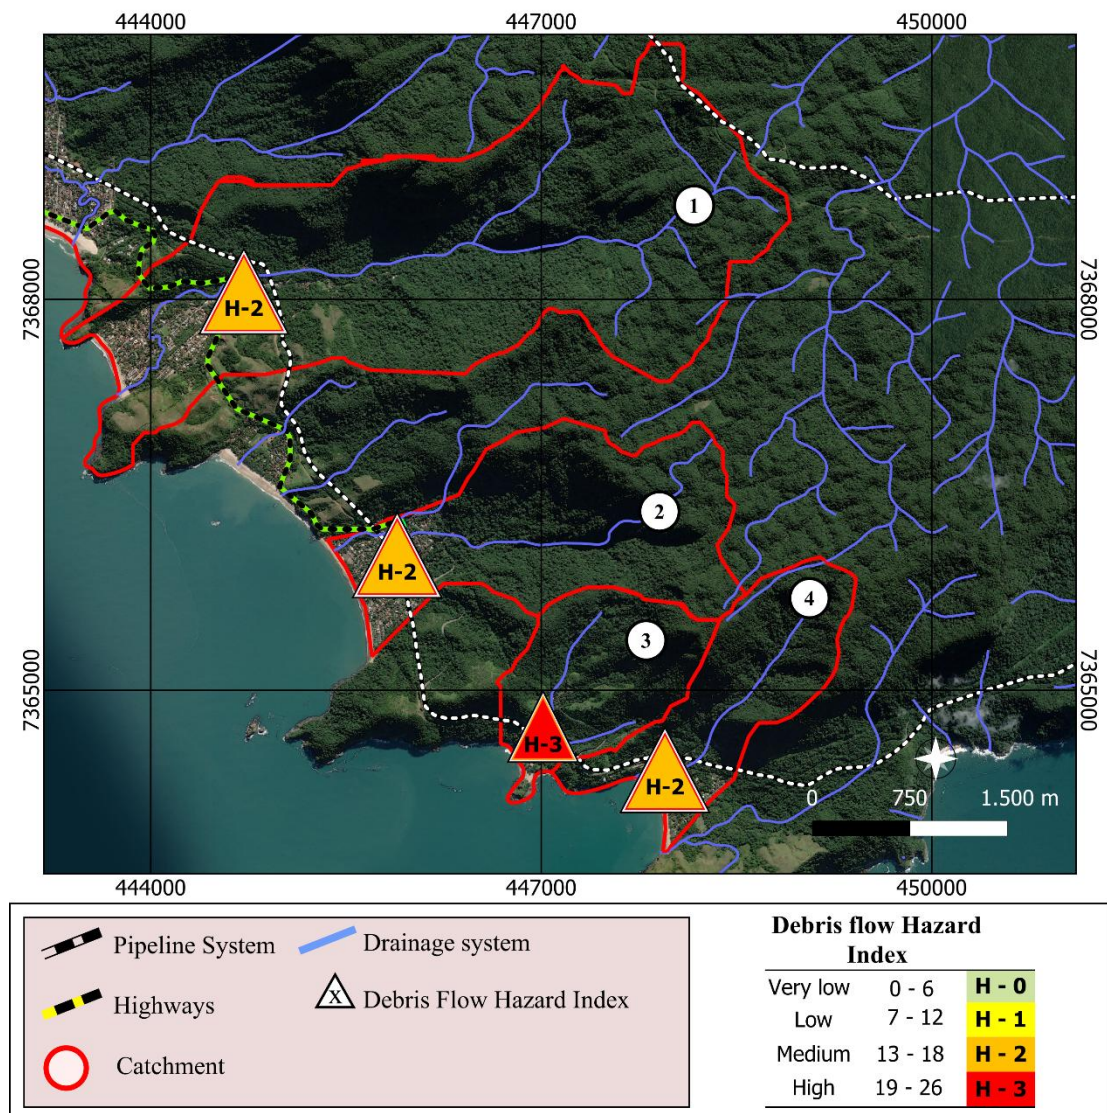 444000 447000 450000
1
7368000 H-2 7368000
2
H-2
4
3
7365000 7365000
H-3
H-2
0 750 1.500 m
444000 447000 450000
Pipeline System
Drainage system
Highways
X Debris Flow Hazard Index
Catchment
Debris flow Hazard
Index
Very low 0 - 6 H - 0
Low 7 - 12 H - 1
Medium 13 - 18 H - 2
High 19 - 26 H - 3